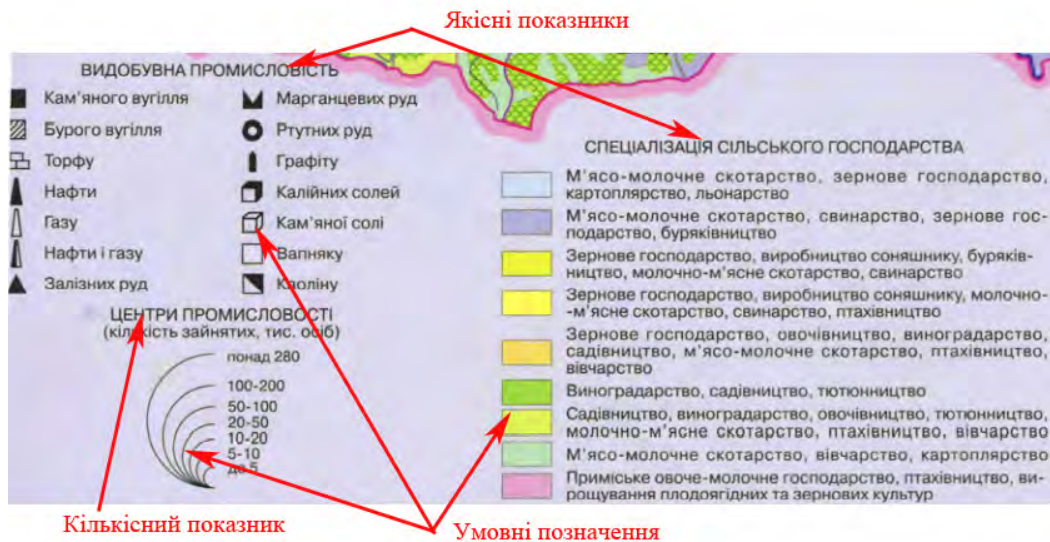 Якісні показники
ВИДОБУВНА ПРОМИСЛОВІСТЬ
Кам'яного вугілля
Бурого вугілля
Торфу
Нафти
Газу
Нафти і газу
Залізних руд
Марганцевих руд
Ртутних руд
Графіту
Калійних солей
Кам'яної солі
Вапняку
Каоліну
ЦЕНТРИ ПРОМИСЛОВОСТІ
(кількість зайнятих, тис. осіб)
понад 280
100-200
50-100
20-50
10-20
5-10
до 5
СПЕЦІАЛІЗАЦІЯ СІЛЬСЬКОГО ГОСПОДАРСТВА
М'ясо-молочне скотарство, зернове господарство,
картоплярство, льонарство
М'ясо-молочне скотарство, свинарство, зернове гос-
подарство, буряківництво
Зернове господарство, виробництво соняшнику, буряків-
ництво, молочно-м'ясне скотарство, свинарство
Зернове господарство, виробництво соняшнику, молочно-
-м'ясне скотарство, свинарство, птахівництво
Зернове господарство, овочівництво, виноградарство,
садівництво, м'ясо-молочне скотарство, птахівництво,
вівчарство
Виноградарство, садівництво, тютюнництво
Садівництво, виноградарство, овочівництво, тютюнництво,
молочно-м'ясне скотарство, птахівництво, вівчарство
М'ясо-молочне скотарство, вівчарство, картоплярство
Приміське овоче-молочне господарство, птахівництво, ви-
рощування плодоягідних та зернових культур
Кількісний показник
Умовні позначення